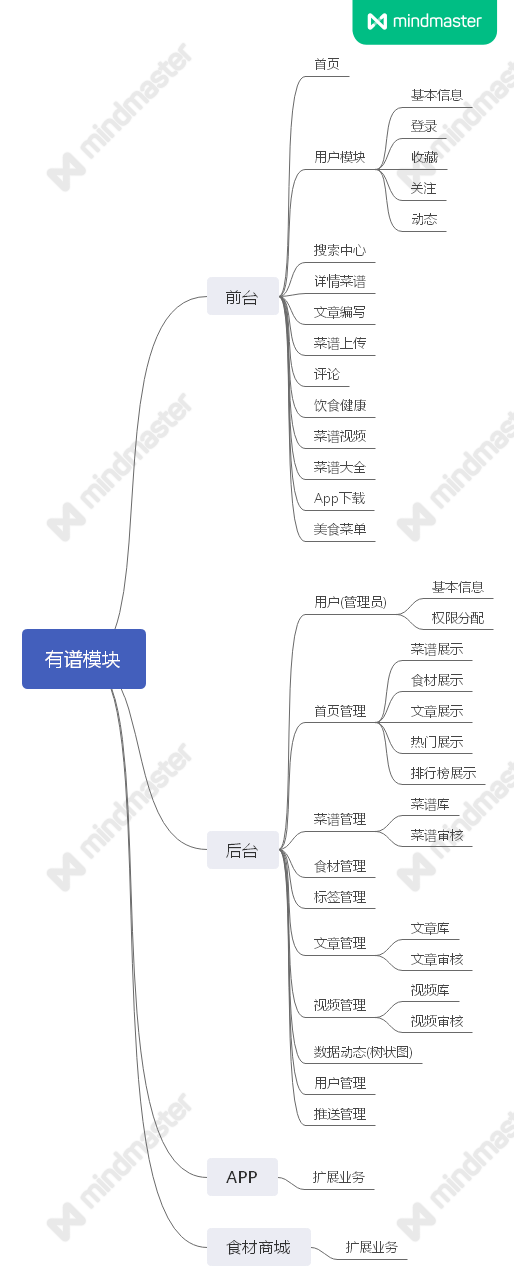 mindmaster
首页
基本信息
登录
用户模块
收藏
关注
动态
搜索中心
详情菜谱
前台
文章编写
菜谱上传
评论
饮食健康
菜谱视频
菜谱大全
App下载
美食菜单
基本信息
用户(管理员)
权限分配
菜谱展示
有谱模块
食材展示
首页管理
文章展示
热门展示
排行榜展示
菜谱库
菜谱管理
菜谱审核
后台
食材管理
标签管理
文章库
文章管理
文章审核
视频库
视频管理
视频审核
数据动态(树状图)
用户管理
推送管理
APP
扩展业务
食材商城
扩展业务
mindmaster
mindmaster
mindmaster
mindmaster
mindmaster
mindmaster
mindmaster
mindmaster